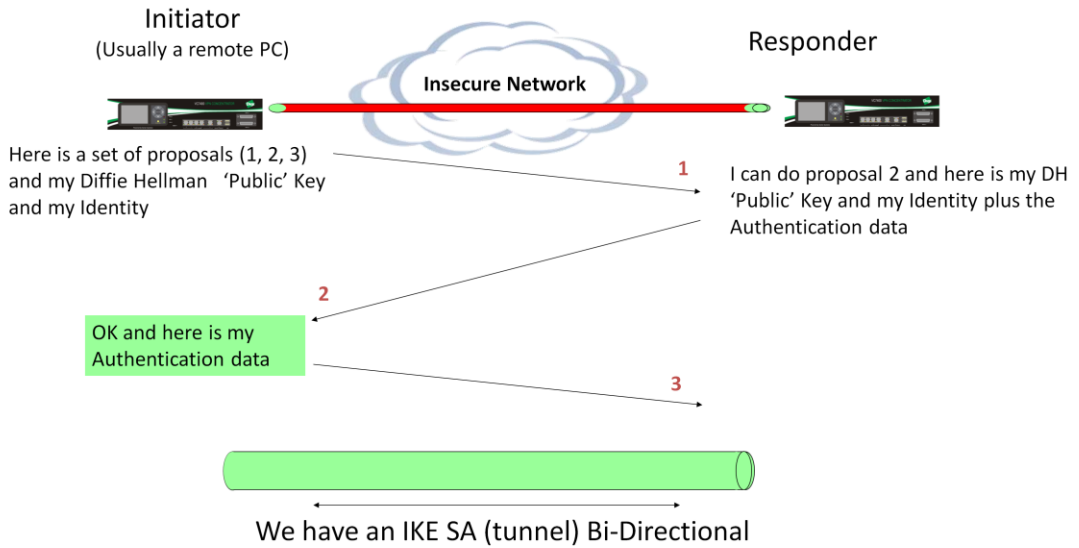 Initiator
(Usually a remote PC)
Responder
Insecure Network
Here is a set of proposals (1, 2, 3)
and my Diffie Hellman ‘Public’ Key
and my Identity
1
I can do proposal 2 and here is my DH
‘Public’ Key and my Identity plus the
Authentication data
2
OK and here is my
Authentication data
3
We have an IKE SA (tunnel) Bi-Directional